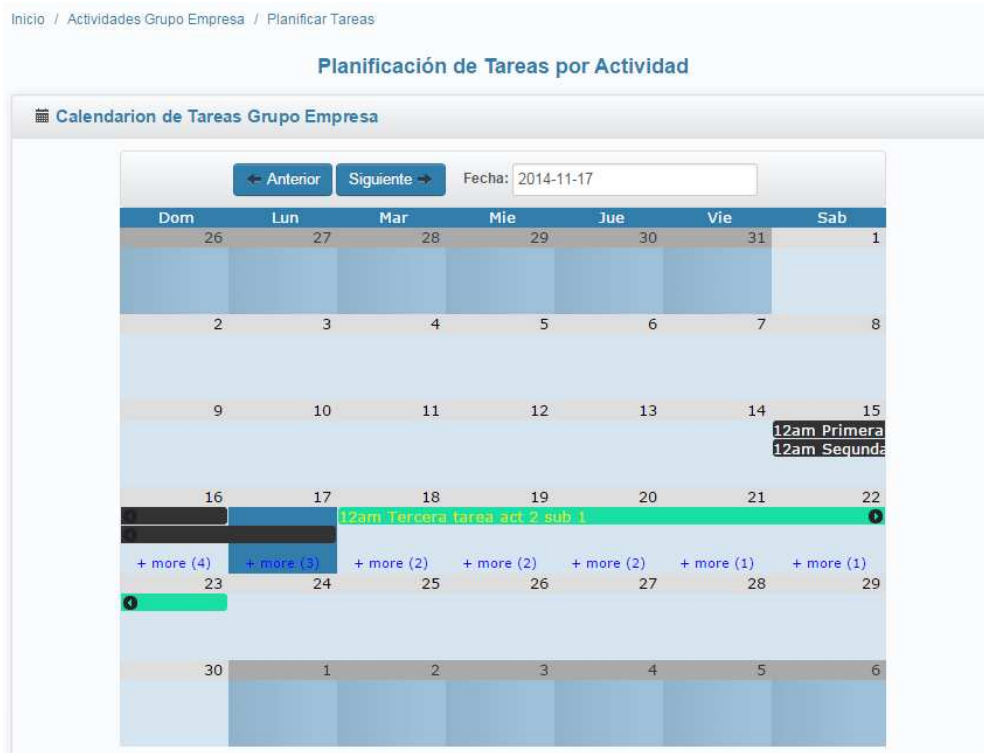 Inicio / Actividades Grupo Empresa / Planificar Tareas
Planificación de Tareas por Actividad
Calendarion de Tareas Grupo Empresa
Anterior Siguiente Fecha: 2014-11-17
Dom Lun Mar Mie Jue Vie Sab
26 27 28 29 30 31 1
2 3 4 5 6 7 8
9 10 11 12 13 14 15
12am Primera
12am Segunda
16 17 18 19 20 21 22
12am Tercera tarea act 2 sub 1
+ more (4) + more (3) + more (2) + more (2) + more (2) + more (1) + more (1)
23 24 25 26 27 28 29
30 1 2 3 4 5 6